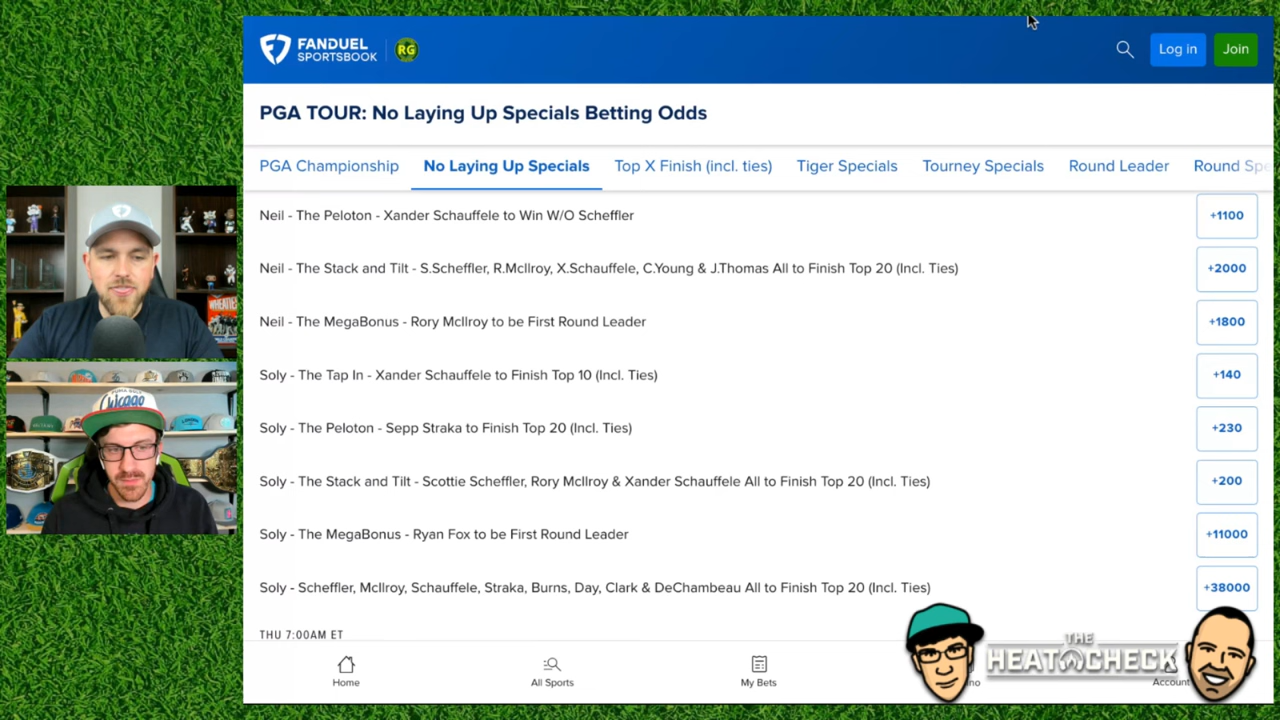 FANDUEL
SPORTSBOOK
RG
Log in
Join
PGA TOUR: No Laying Up Specials Betting Odds
PGA Championship
No Laying Up Specials
Top X Finish (incl. ties)
Tiger Specials
Tourney Specials
Round Leader
Round Spe
Neil - The Peloton - Xander Schauffele to Win W/O Scheffler +1100
Neil - The Stack and Tilt - S.Scheffler, R.McIlroy, X.Schauffele, C.Young & J.Thomas All to Finish Top 20 (Incl. Ties) +2000
Neil - The MegaBonus - Rory McIlroy to be First Round Leader +1800
Soly - The Tap In - Xander Schauffele to Finish Top 10 (Incl. Ties) +140
Soly - The Peloton - Sepp Straka to Finish Top 20 (Incl. Ties) +230
Soly - The Stack and Tilt - Scottie Scheffler, Rory McIlroy & Xander Schauffele All to Finish Top 20 (Incl. Ties) +200
Soly - The MegaBonus - Ryan Fox to be First Round Leader +11000
Soly - Scheffler, McIlroy, Schauffele, Straka, Burns, Day, Clark & DeChambeau All to Finish Top 20 (Incl. Ties) +38000
THU 7:00AM ET
Home
All Sports
My Bets
no
Account
THE
HEAT CHECK
WHEATIES
Chicago